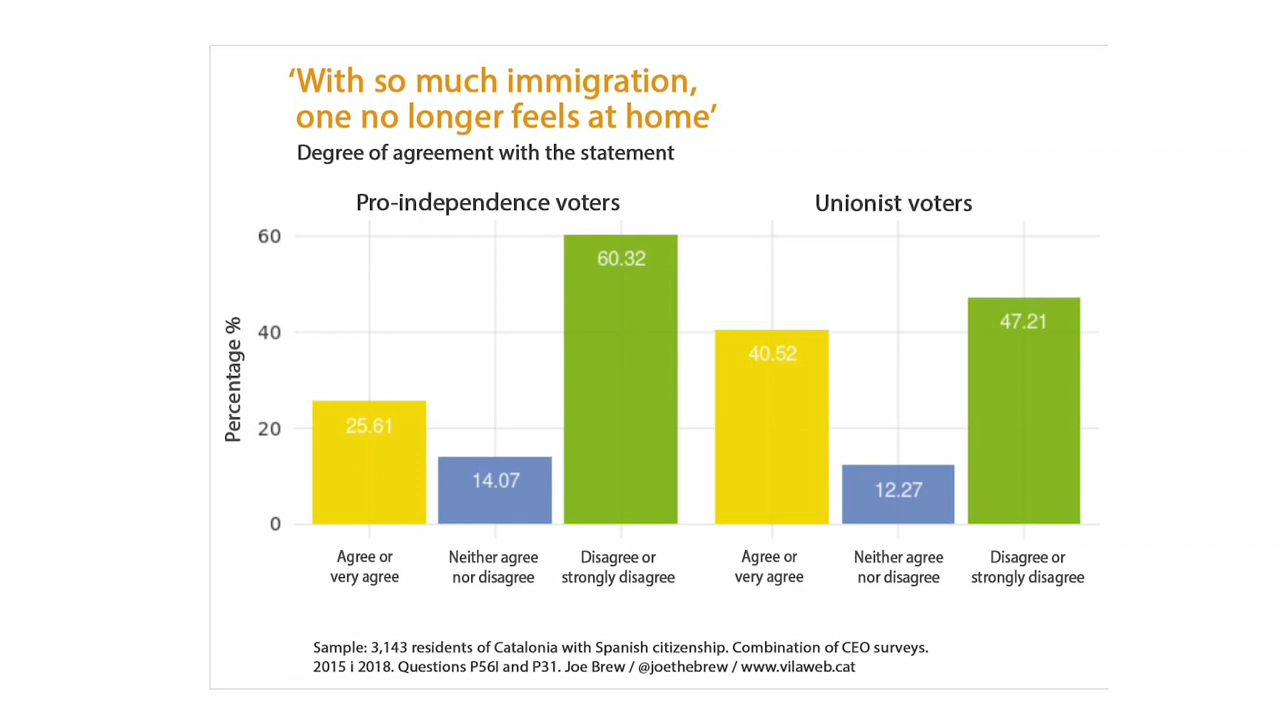 ‘With so much immigration,
one no longer feels at home’
Degree of agreement with the statement
Pro-independence voters
Unionist voters
Percentage %
60
40
20
0
60.32
47.21
40.52
25.61
14.07
12.27
Agree or
very agree
Neither agree
nor disagree
Disagree or
strongly disagree
Agree or
very agree
Neither agree
nor disagree
Disagree or
strongly disagree
Sample: 3,143 residents of Catalonia with Spanish citizenship. Combination of CEO surveys.
2015 i 2018. Questions P56I and P31. Joe Brew / @joethebrew / www.vilaweb.cat